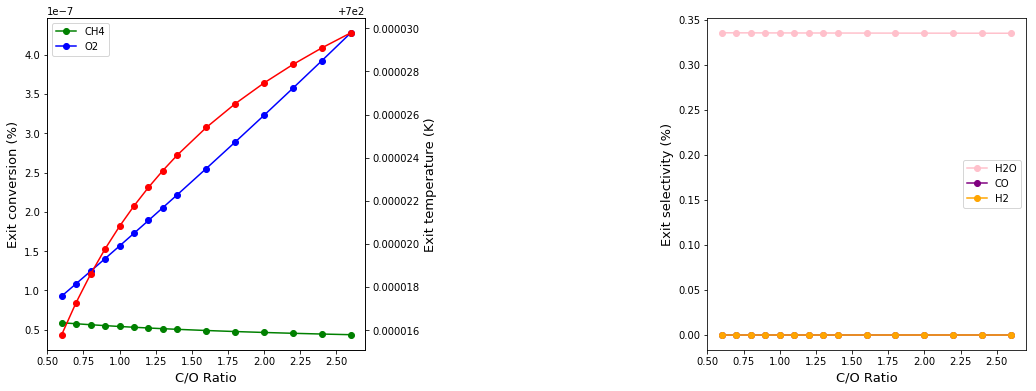 1e−7
+7e2
CH4
O2
4.0
3.5
3.0
2.5
2.0
1.5
1.0
0.5
Exit conversion (%)
0.000030
0.000028
0.000026
0.000024
0.000022
0.000020
0.000018
0.000016
Exit temperature (K)
0.50 0.75 1.00 1.25 1.50 1.75 2.00 2.25 2.50
C/O Ratio
0.35
0.30
0.25
0.20
0.15
0.10
0.05
0.00
Exit selectivity (%)
H2O
CO
H2
0.50 0.75 1.00 1.25 1.50 1.75 2.00 2.25 2.50
C/O Ratio